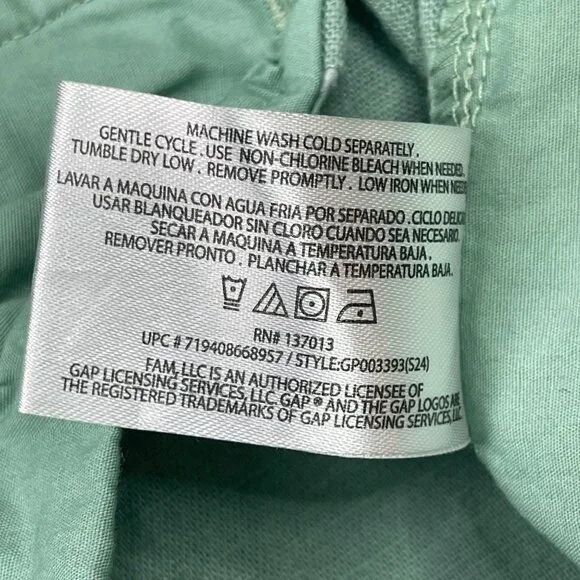 MACHINE WASH COLD SEPARATELY.
GENTLE CYCLE . USE NON-CHLORINE BLEACH WHEN NEEDED.
TUMBLE DRY LOW . REMOVE PROMPTLY . LOW IRON WHEN NEED
LAVAR A MAQUINA CON AGUA FRIA POR SEPARADO . CICLO DELICA
USAR BLANQUEADOR SIN CLORO CUANDO SEA NECESARIO.
SECAR A MAQUINA A TEMPERATURA BAJA.
REMOVER PRONTO . PLANCHAR A TEMPERATURA BAJA.
RN# 137013
UPC # 719408668957 / STYLE:GP003393(S24)
FAM, LLC IS AN AUTHORIZED LICENSEE OF
GAP LICENSING SERVICES, LLC. GAP ® AND THE GAP LOGOS ARE
THE REGISTERED TRADEMARKS OF GAP LICENSING SERVICES, LLC.